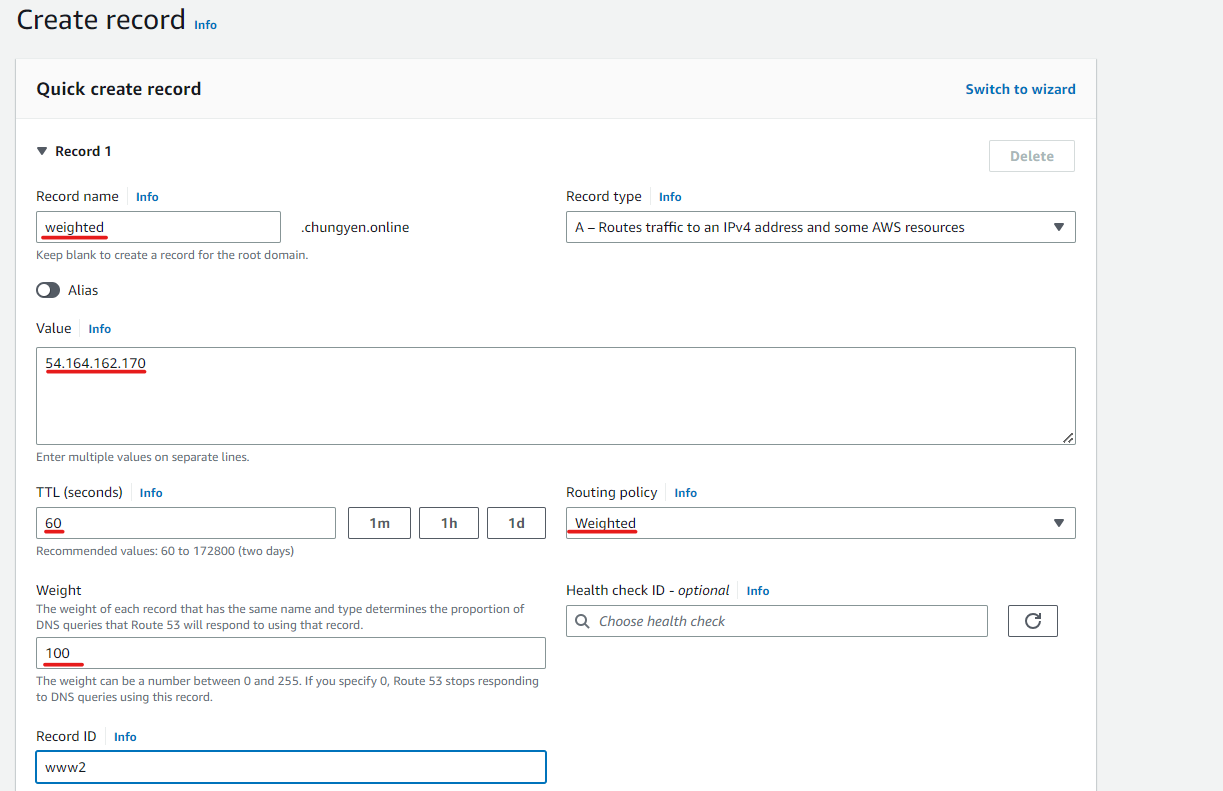 Create record Info
Quick create record
Switch to wizard
Record 1
Delete
Record name Info
Record type Info
weighted
.chungyen.online
A – Routes traffic to an IPv4 address and some AWS resources
Keep blank to create a record for the root domain.
Alias
Value Info
54.164.162.170
Enter multiple values on separate lines.
TTL (seconds) Info
Routing policy Info
60
1m
1h
1d
Weighted
Recommended values: 60 to 172800 (two days)
Weight
Health check ID - optional Info
The weight of each record that has the same name and type determines the proportion of
DNS queries that Route 53 will respond to using that record.
Choose health check
100
The weight can be a number between 0 and 255. If you specify 0, Route 53 stops responding
to DNS queries using this record.
Record ID Info
www2